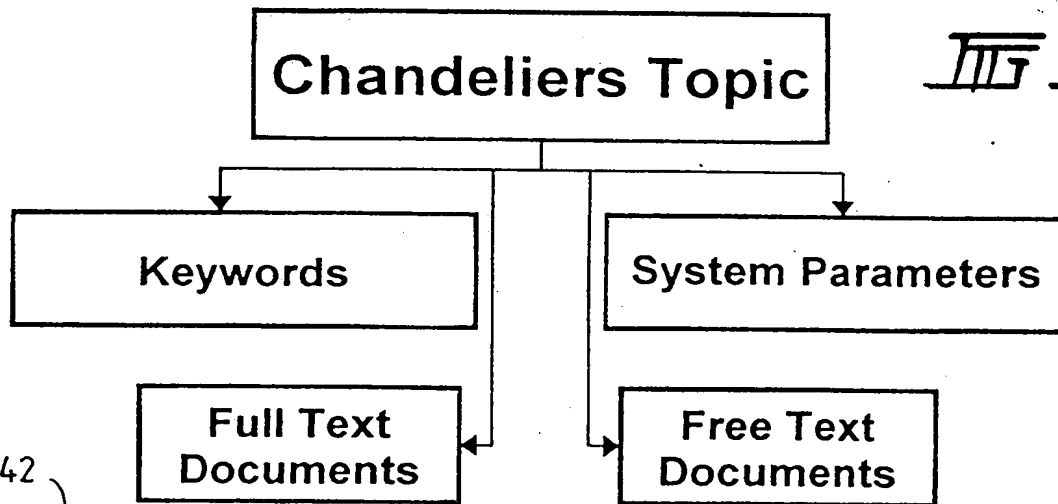 Chandeliers Topic
Keywords
System Parameters
Full Text
Documents
Free Text
Documents
42